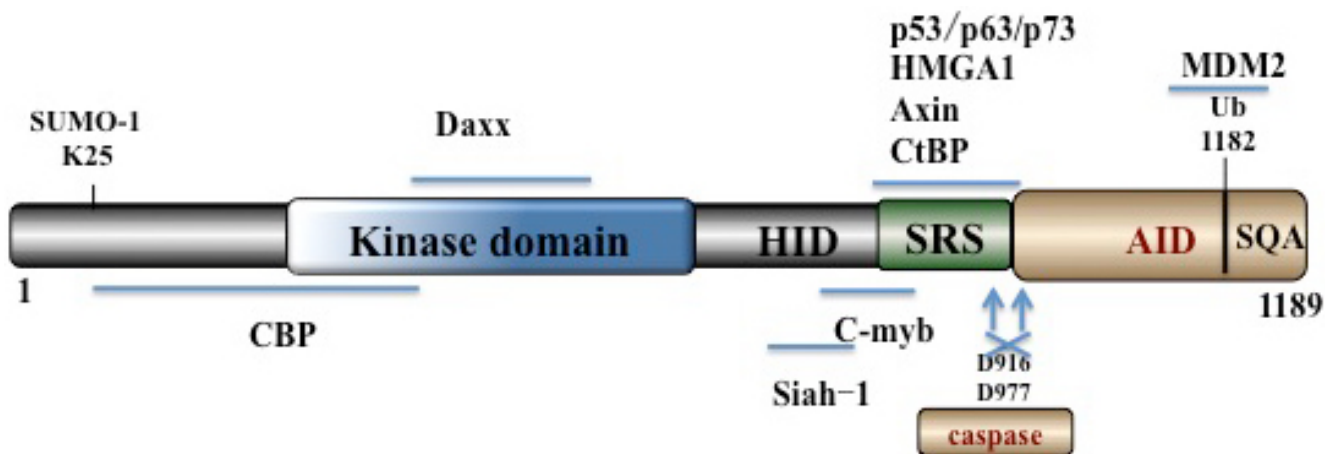 p53/p63/p73
HMGA1
Axin
CtBP
MDM2
Ub
1182
SUMO-1
K25
Daxx
Kinase domain
HID
SRS
AID
SQA
1
1189
CBP
C-myb
Siah-1
D916
D977
caspase